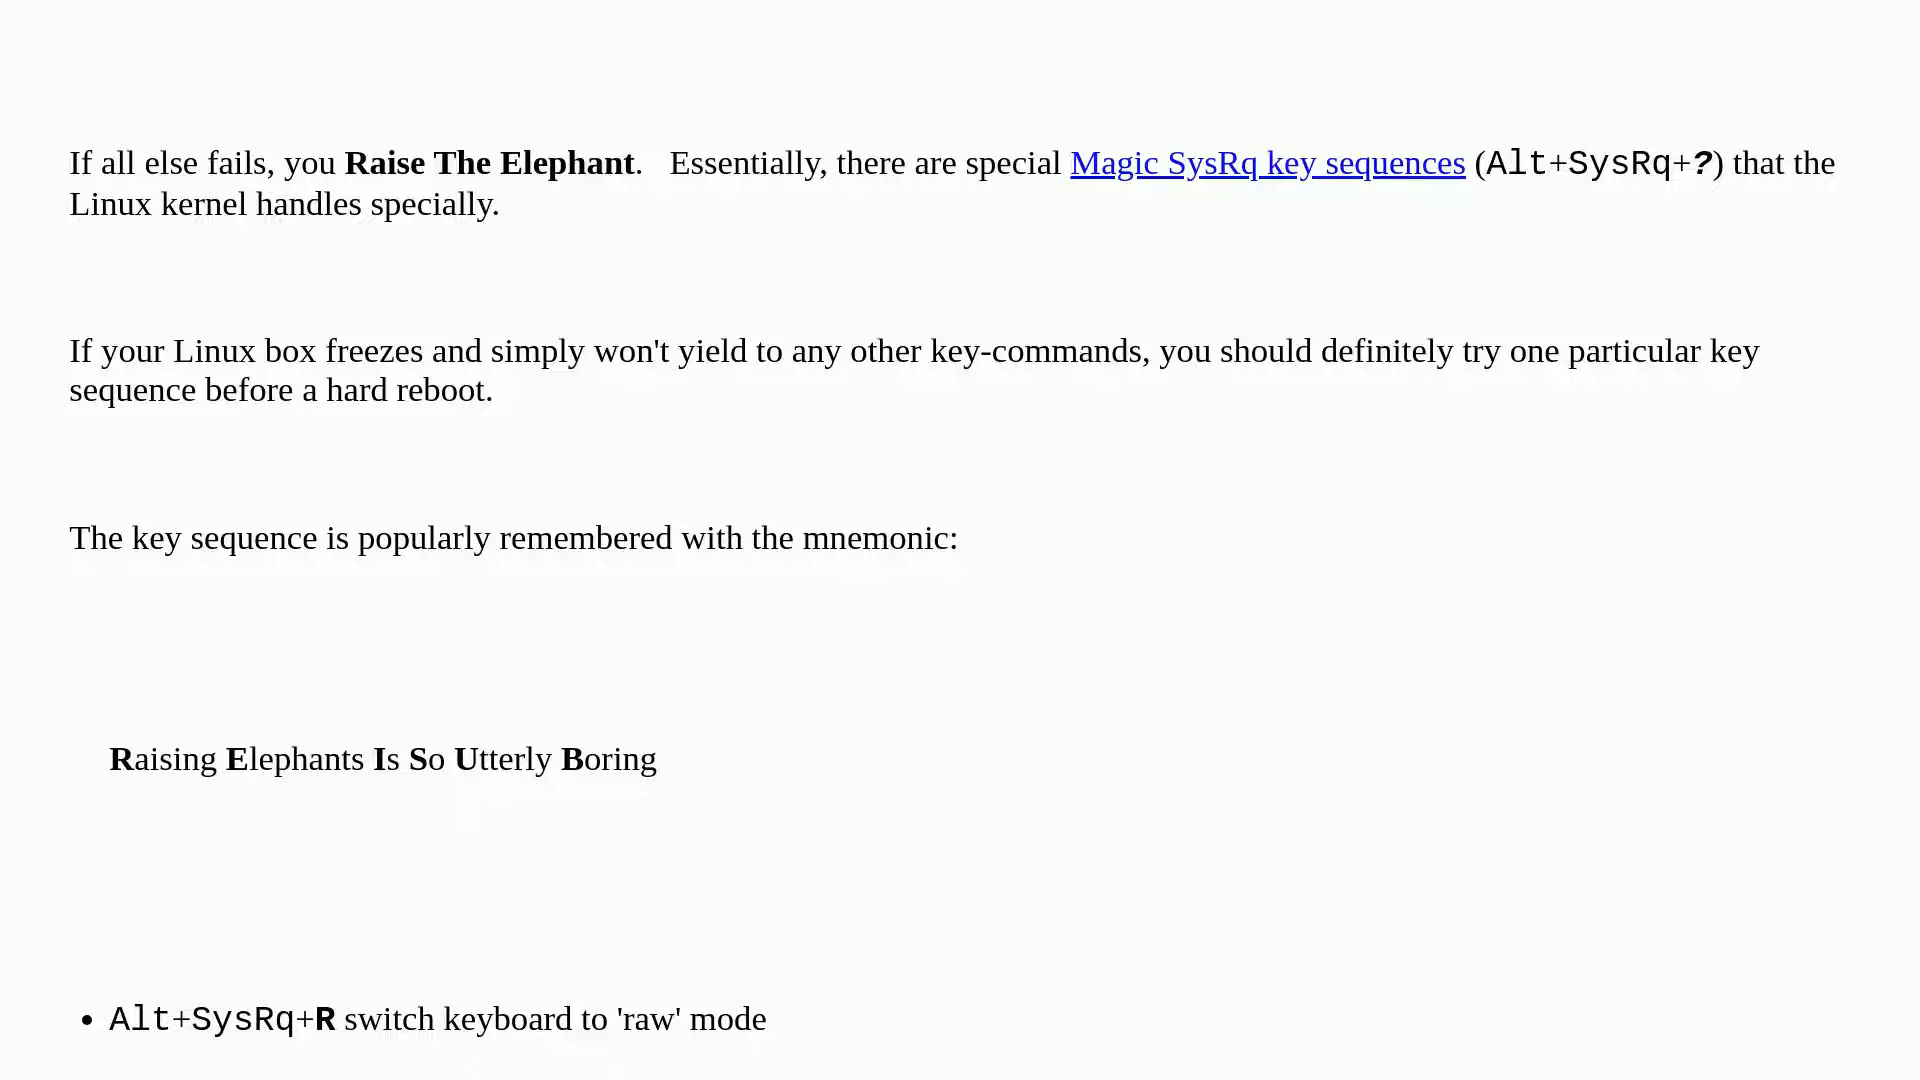 If all else fails, you Raise The Elephant.   Essentially, there are special Magic SysRq key sequences (Alt+SysRq+?) that the
Linux kernel handles specially.
If your Linux box freezes and simply won't yield to any other key-commands, you should definitely try one particular key
sequence before a hard reboot.
The key sequence is popularly remembered with the mnemonic:
Raising Elephants Is So Utterly Boring
• Alt+SysRq+R switch keyboard to 'raw' mode